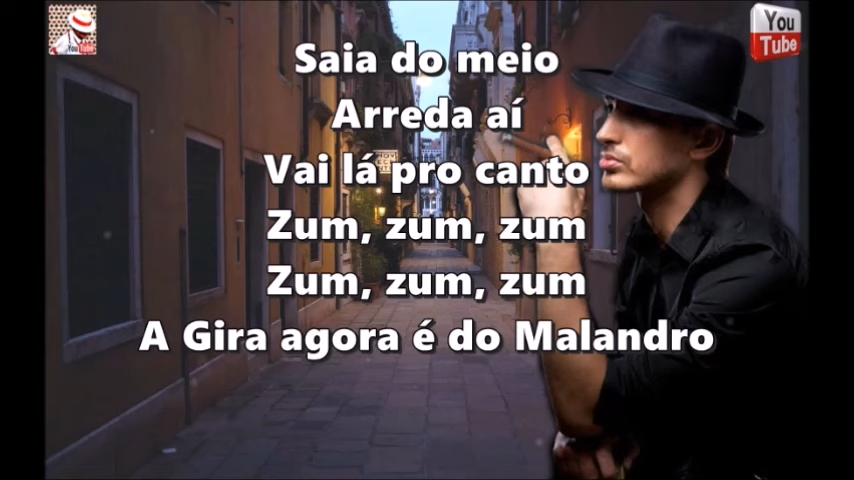 You
Tube
YouTube
Saia do meio
Arreda aí
Vai lá pro canto
Zum, zum, zum
Zum, zum, zum
A Gira agora é do Malandro